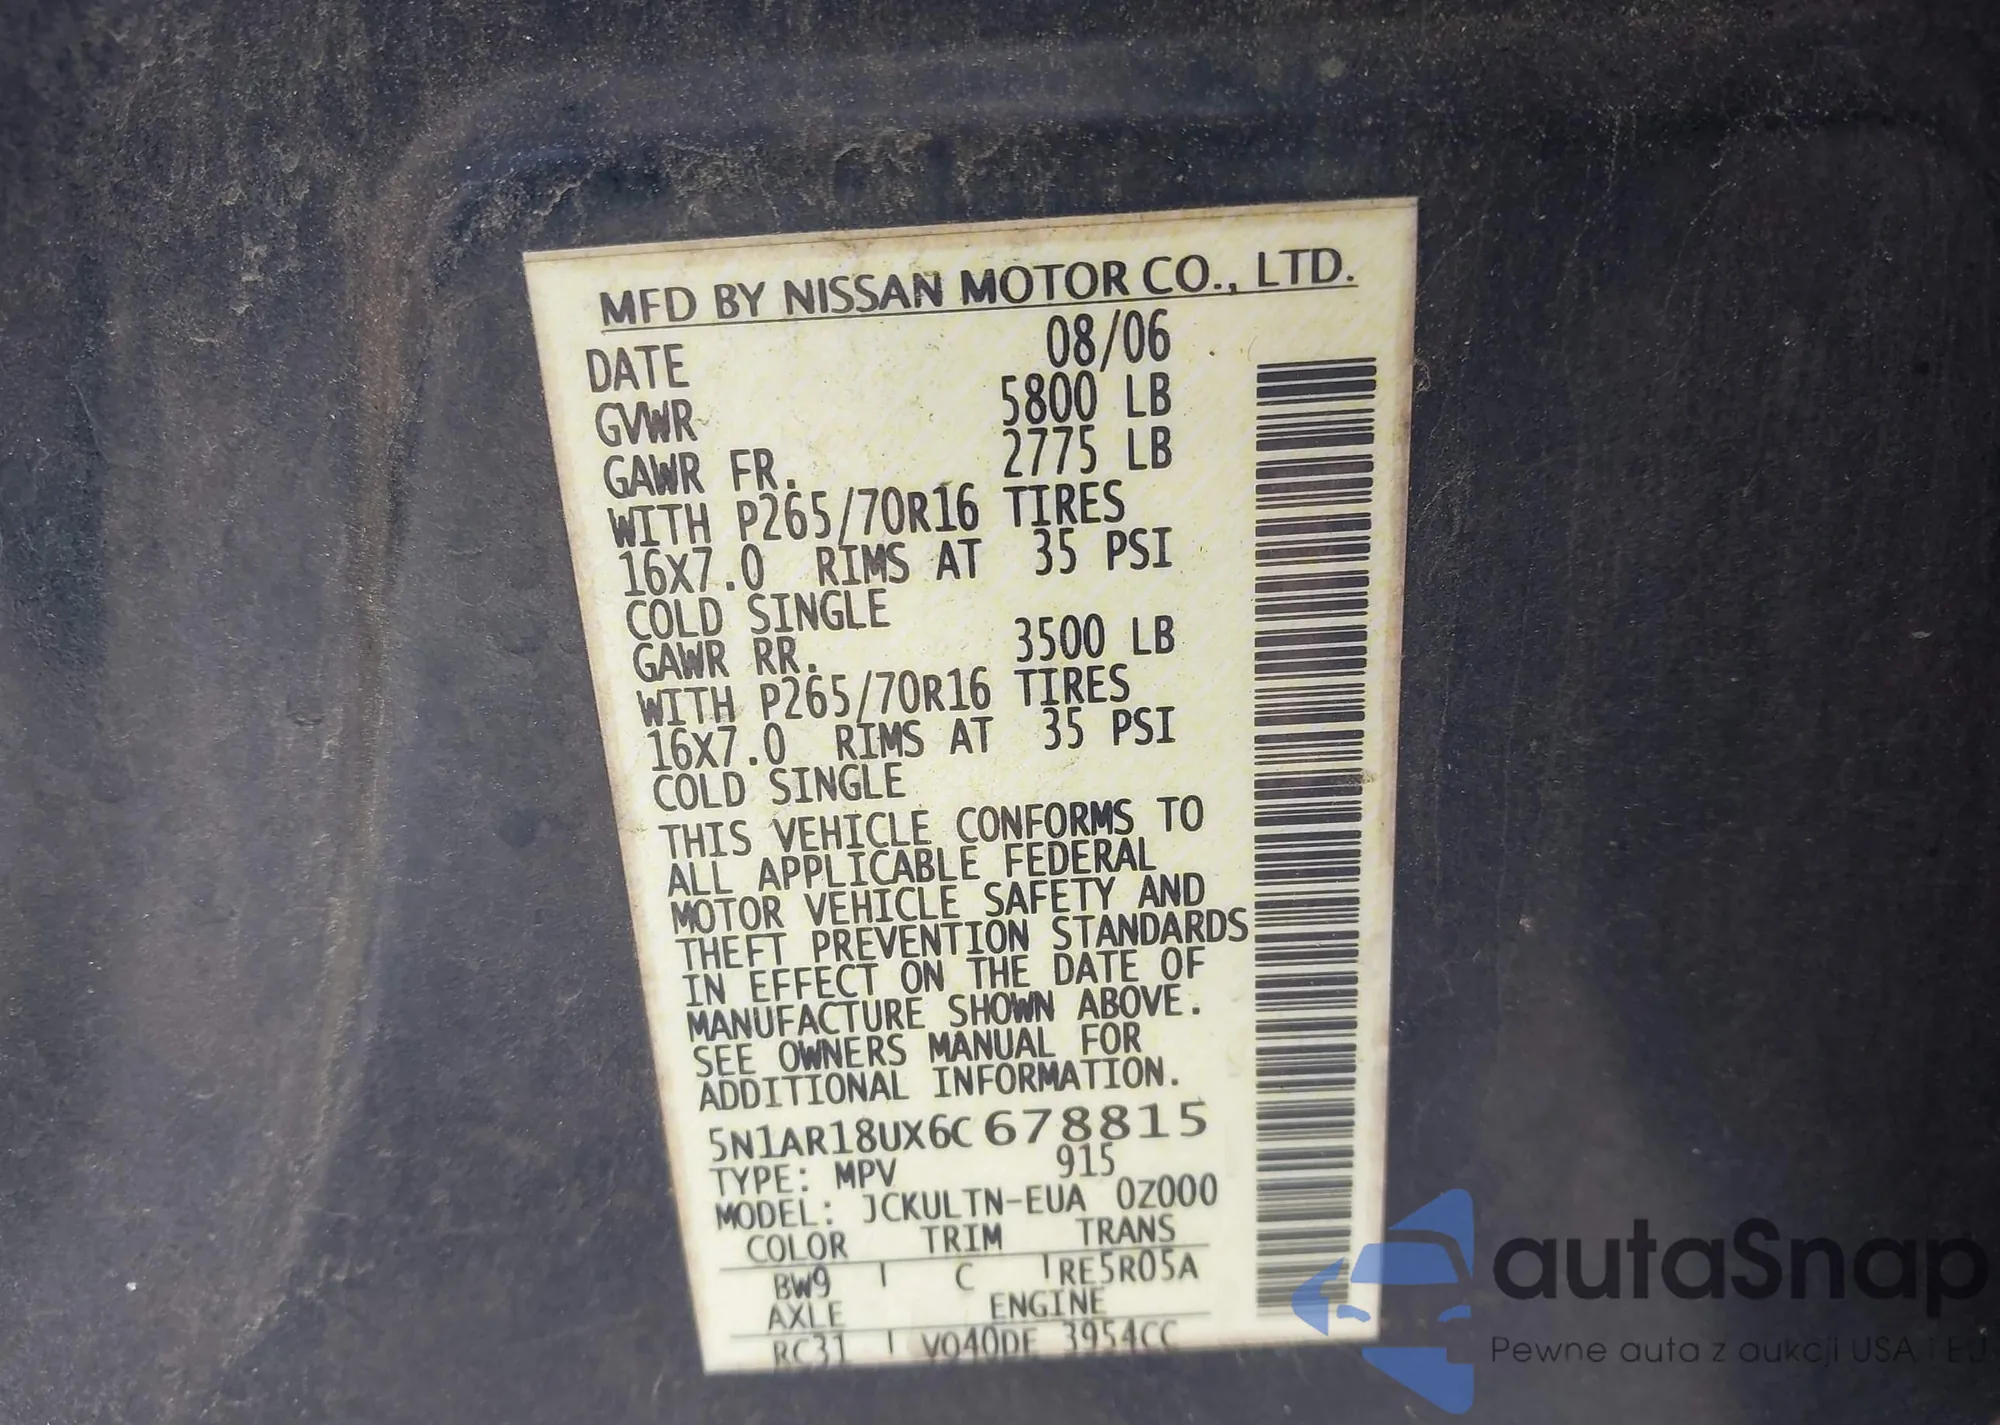 MFD BY NISSAN MOTOR CO., LTD.
DATE 08/06
GVWR 5800 LB
GAWR FR. 2775 LB
WITH P265/70R16 TIRES
16X7.0 RIMS AT 35 PSI
COLD SINGLE
GAWR RR. 3500 LB
WITH P265/70R16 TIRES
16X7.0 RIMS AT 35 PSI
COLD SINGLE
THIS VEHICLE CONFORMS TO
ALL APPLICABLE FEDERAL
MOTOR VEHICLE SAFETY AND
THEFT PREVENTION STANDARDS
IN EFFECT ON THE DATE OF
MANUFACTURE SHOWN ABOVE.
SEE OWNERS MANUAL FOR
ADDITIONAL INFORMATION.
5N1AR18UX6C678815
TYPE: MPV 915
MODEL: JCKULTN-EUA 0Z000
COLOR TRIM TRANS
BW9 C RE5R05A
AXLE ENGINE
RC31 VQ40DE 3954CC
autaSnap
Pewne auta z aukcji USA i EU